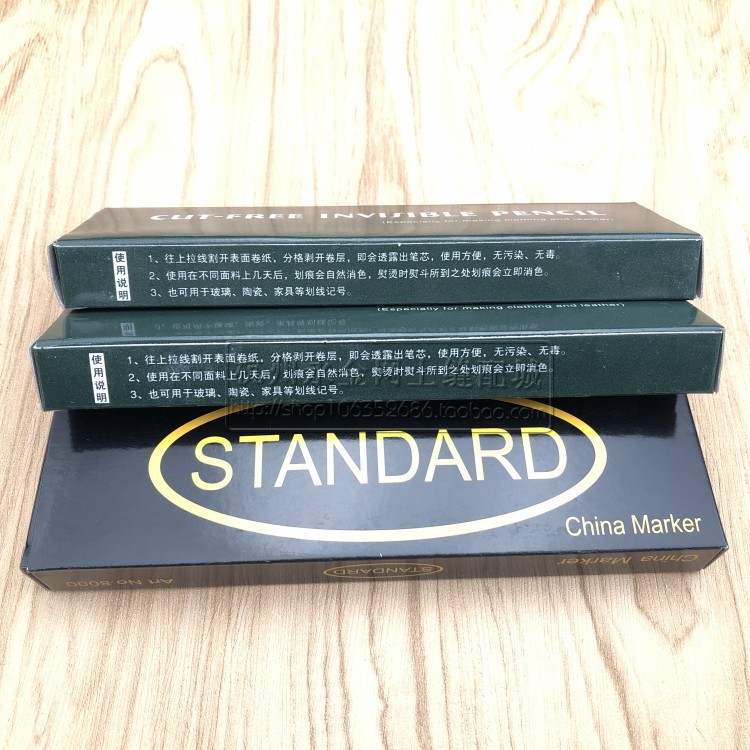 CUT-FREE INVISIBLE PENCIL
(Especially for making clothing and leather)
使用说明
1、往上拉线割开表面卷纸，分格剥开卷层，即会透露出笔芯，使用方便，无污染、无毒。
2、使用在不同面料上几天后，划痕会自然消色，熨烫时熨斗所到之处划痕会立即消色。
3、也可用于玻璃、陶瓷、家具等划线记号。
(Especially for making clothing and leather)
使用说明
1、往上拉线割开表面卷纸，分格剥开卷层，即会透露出笔芯，使用方便，无污染、无毒。
2、使用在不同面料上几天后，划痕会自然消色，熨烫时熨斗所到之处划痕会立即消色。
3、也可用于玻璃、陶瓷、家具等划线记号。
http://shop106352686.taobao.com
STANDARD
China Marker
Art No.8000
STANDARD
China Marker